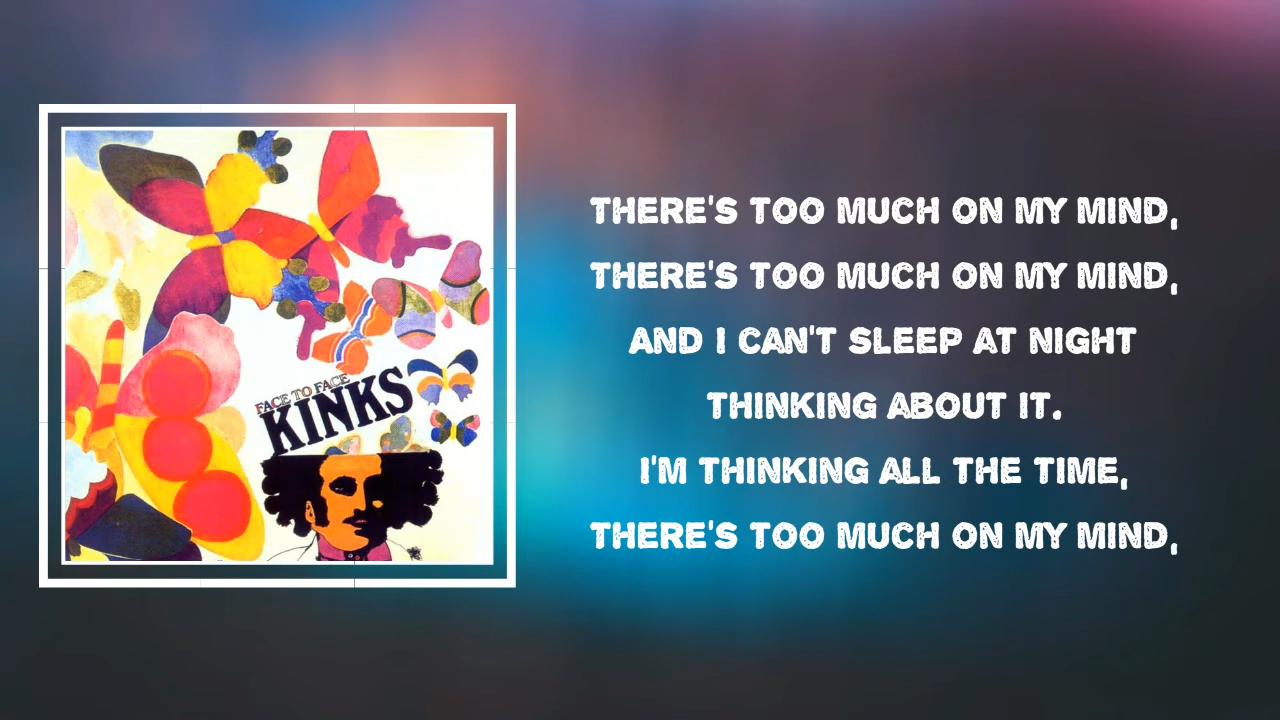 FACE TO FACE
KINKS
THERE'S TOO MUCH ON MY MIND,
THERE'S TOO MUCH ON MY MIND,
AND I CAN'T SLEEP AT NIGHT
THINKING ABOUT IT.
I'M THINKING ALL THE TIME,
THERE'S TOO MUCH ON MY MIND,